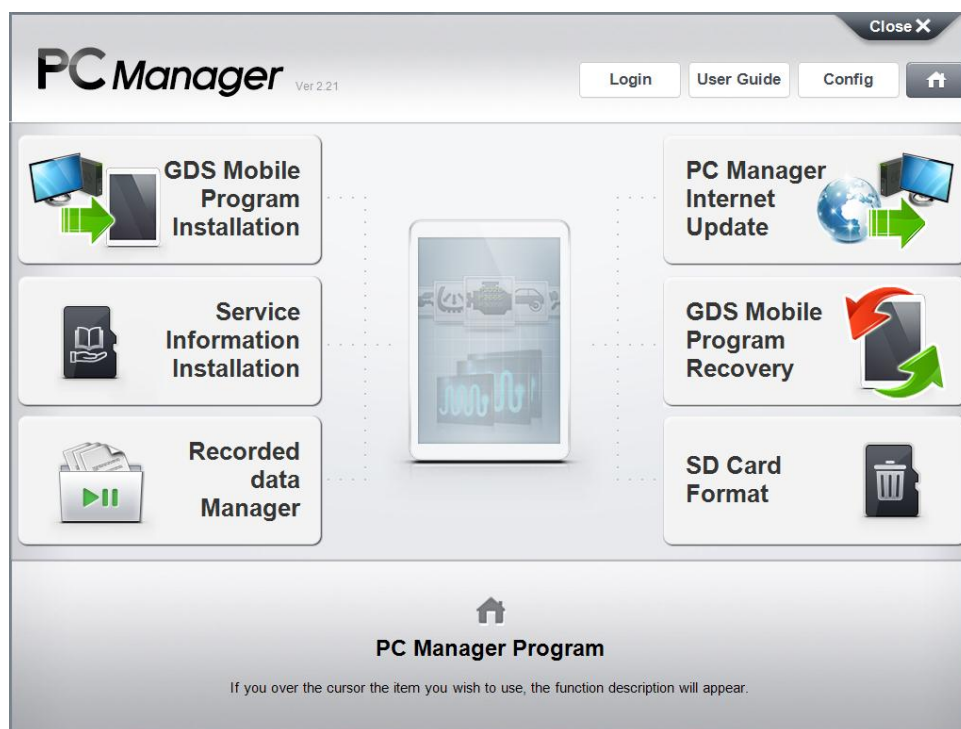 Close X
PC Manager Ver 2.21
Login
User Guide
Config
GDS Mobile
Program
Installation
PC Manager
Internet
Update
Service
Information
Installation
GDS Mobile
Program
Recovery
Recorded
data
Manager
SD Card
Format
PC Manager Program
If you over the cursor the item you wish to use, the function description will appear.